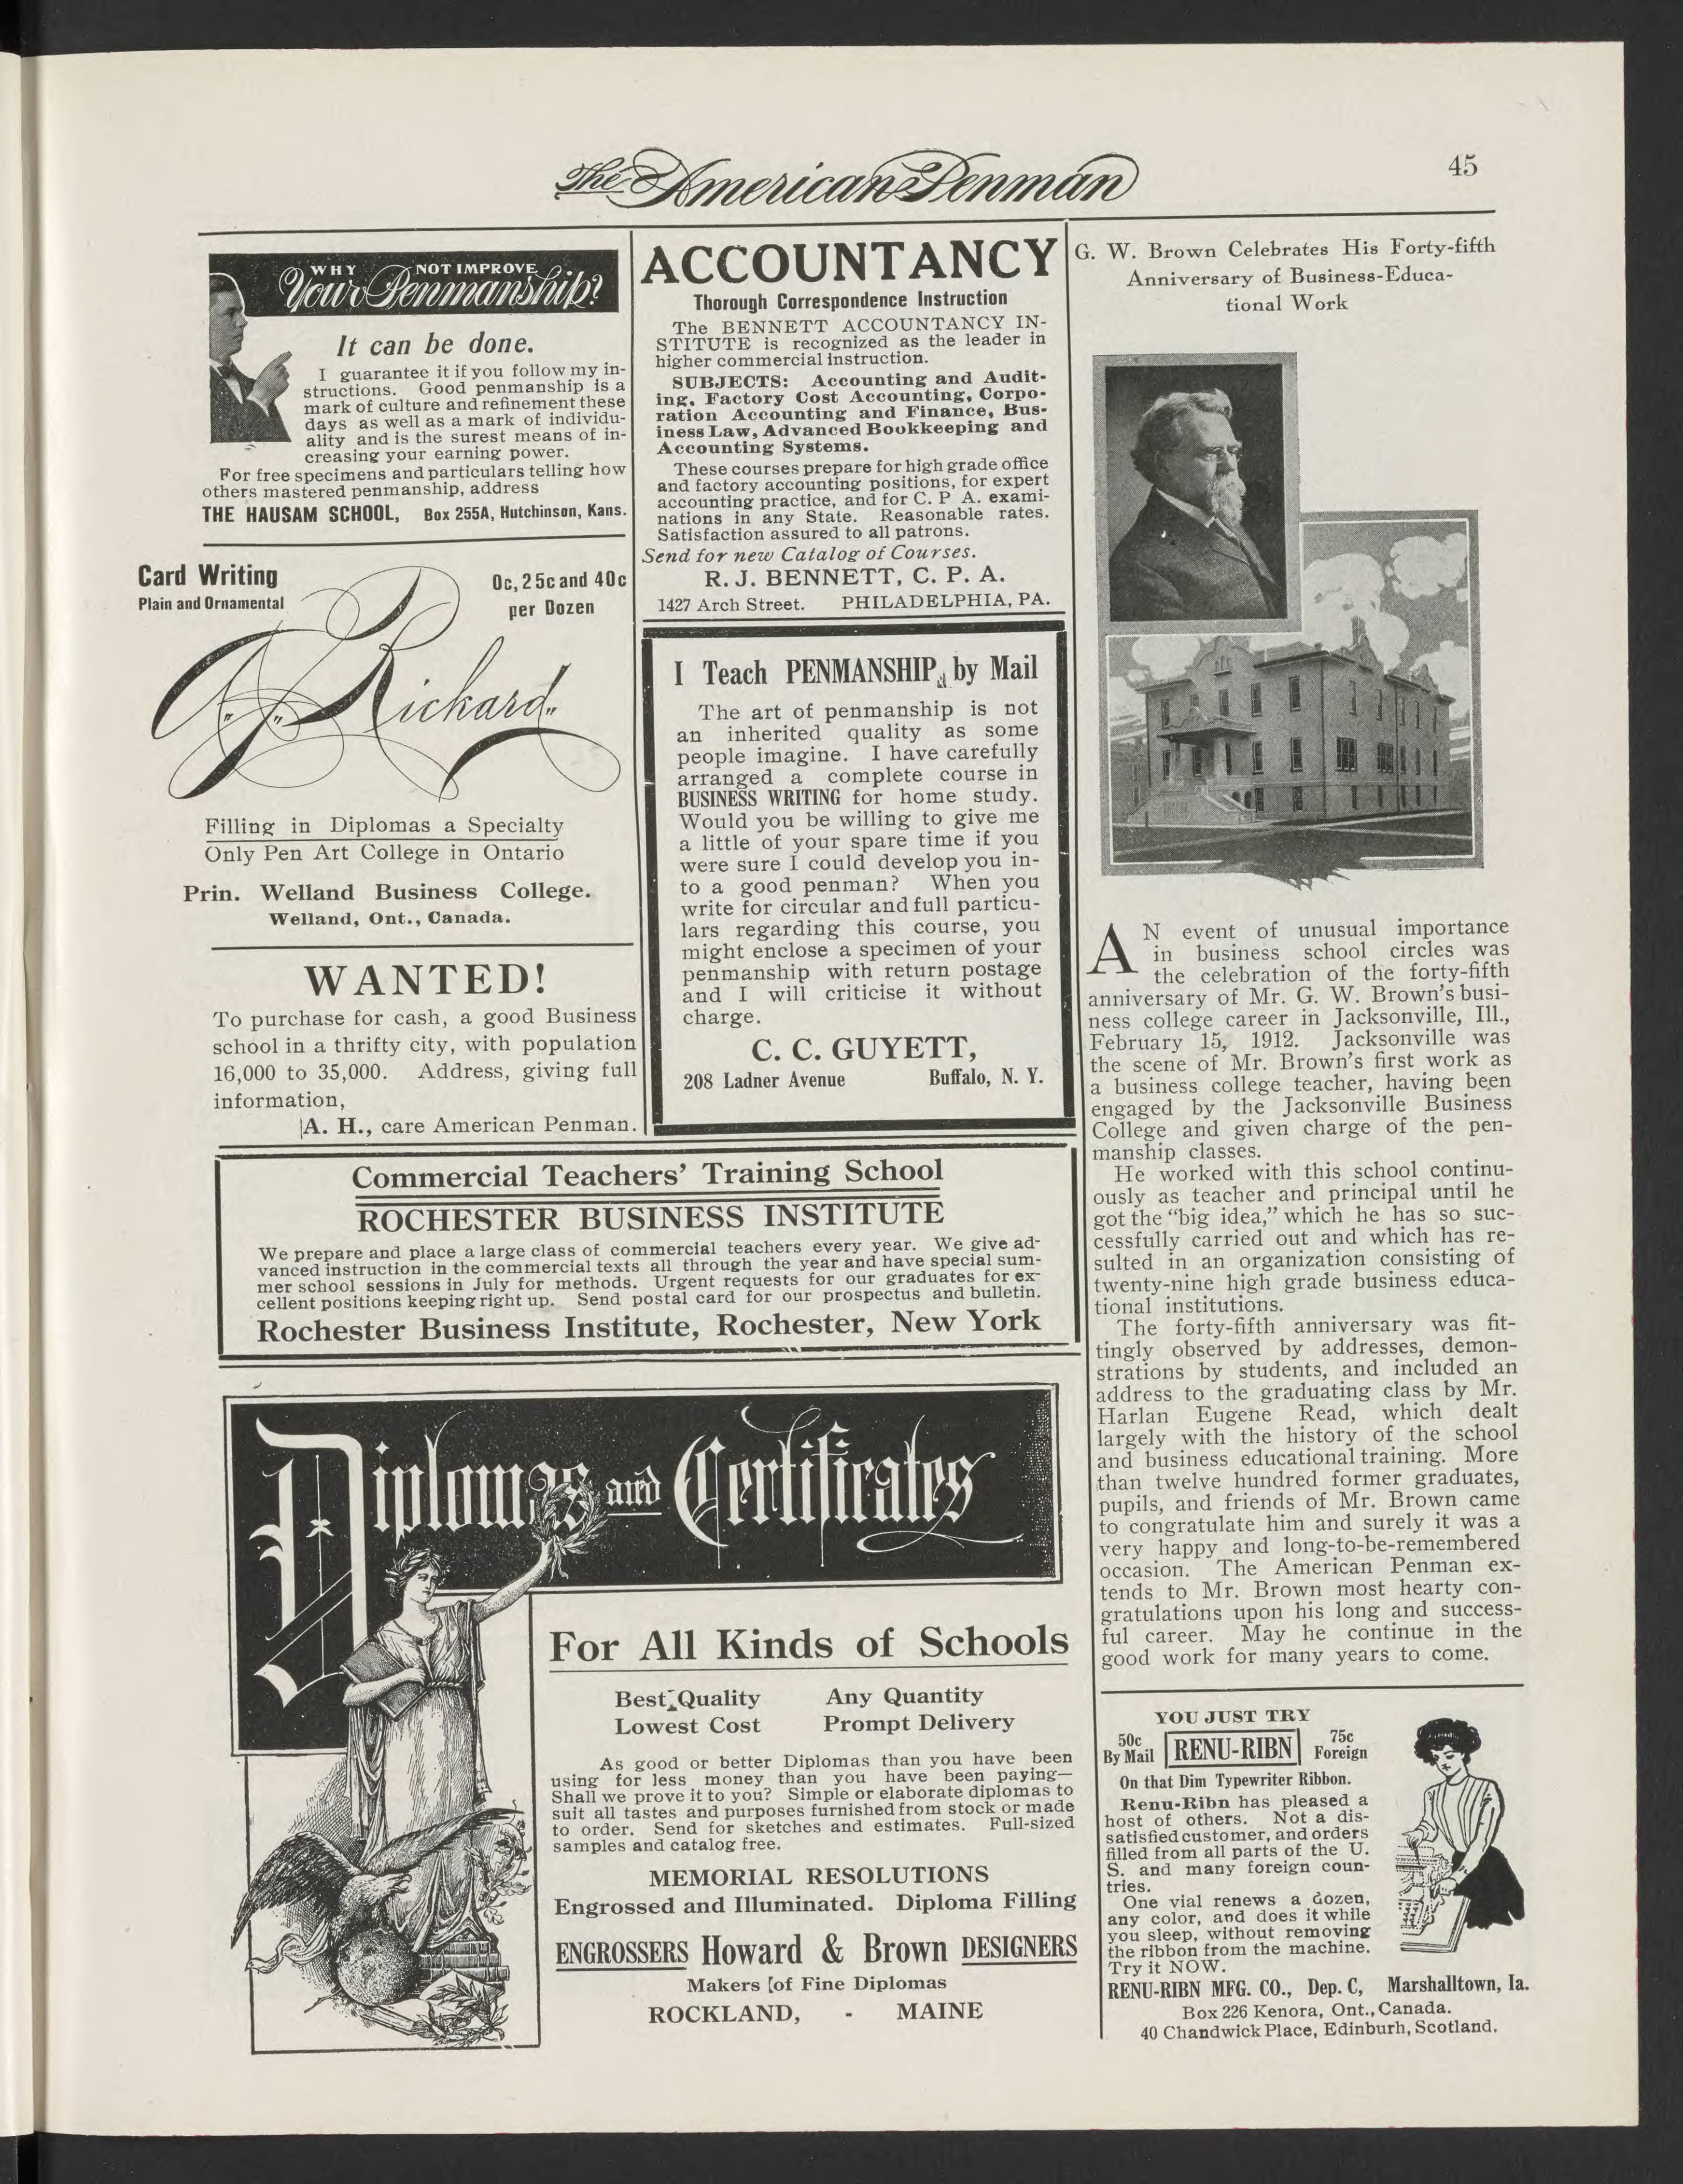 The American Penman
45
WHY NOT IMPROVE
Your Penmanship?
It can be done.
I guarantee it if you follow my in-
structions. Good penmanship is a
mark of culture and refinement these
days as well as a mark of individu-
ality and is the surest means of in-
creasing your earning power.
For free specimens and particulars telling how
others mastered penmanship, address
THE HAUSAM SCHOOL, Box 255A, Hutchinson, Kans.
Card Writing
Plain and Ornamental
0c, 25c and 40c
per Dozen
Rickard
Filling in Diplomas a Specialty
Only Pen Art College in Ontario
Prin. Welland Business College.
Welland, Ont., Canada.
WANTED!
To purchase for cash, a good Business
school in a thrifty city, with population
16,000 to 35,000. Address, giving full
information,
A. H., care American Penman.
ACCOUNTANCY
Thorough Correspondence Instruction
The BENNETT ACCOUNTANCY IN-
STITUTE is recognized as the leader in
higher commercial instruction.
SUBJECTS: Accounting and Audit-
ing, Factory Cost Accounting, Corpo-
ration Accounting and Finance, Bus-
iness Law, Advanced Bookkeeping and
Accounting Systems.
These courses prepare for high grade office
and factory accounting positions, for expert
accounting practice, and for C. P A. exami-
nations in any State. Reasonable rates.
Satisfaction assured to all patrons.
Send for new Catalog of Courses.
R. J. BENNETT, C. P. A.
1427 Arch Street. PHILADELPHIA, PA.
I Teach PENMANSHIP by Mail
The art of penmanship is not
an inherited quality as some
people imagine. I have carefully
arranged a complete course in
BUSINESS WRITING for home study.
Would you be willing to give me
a little of your spare time if you
were sure I could develop you in-
to a good penman? When you
write for circular and full particu-
lars regarding this course, you
might enclose a specimen of your
penmanship with return postage
and I will criticise it without
charge.
C. C. GUYETT,
208 Ladner Avenue Buffalo, N. Y.
Commercial Teachers' Training School
ROCHESTER BUSINESS INSTITUTE
We prepare and place a large class of commercial teachers every year. We give ad-
vanced instruction in the commercial texts all through the year and have special sum-
mer school sessions in July for methods. Urgent requests for our graduates for ex-
cellent positions keeping right up. Send postal card for our prospectus and bulletin.
Rochester Business Institute, Rochester, New York
Diplomas and Certificates
For All Kinds of Schools
Best Quality Any Quantity
Lowest Cost Prompt Delivery
As good or better Diplomas than you have been
using for less money than you have been paying—
Shall we prove it to you? Simple or elaborate diplomas to
suit all tastes and purposes furnished from stock or made
to order. Send for sketches and estimates. Full-sized
samples and catalog free.
MEMORIAL RESOLUTIONS
Engrossed and Illuminated. Diploma Filling
ENGROSSERS Howard & Brown DESIGNERS
Makers of Fine Diplomas
ROCKLAND, - MAINE
G. W. Brown Celebrates His Forty-fifth
Anniversary of Business-Educa-
tional Work
AN event of unusual importance
in business school circles was
the celebration of the forty-fifth
anniversary of Mr. G. W. Brown's busi-
ness college career in Jacksonville, Ill.,
February 15, 1912. Jacksonville was
the scene of Mr. Brown's first work as
a business college teacher, having been
engaged by the Jacksonville Business
College and given charge of the pen-
manship classes.
He worked with this school continu-
ously as teacher and principal until he
got the "big idea," which he has so suc-
cessfully carried out and which has re-
sulted in an organization consisting of
twenty-nine high grade business educa-
tional institutions.
The forty-fifth anniversary was fit-
tingly observed by addresses, demon-
strations by students, and included an
address to the graduating class by Mr.
Harlan Eugene Read, which dealt
largely with the history of the school
and business educational training. More
than twelve hundred former graduates,
pupils, and friends of Mr. Brown came
to congratulate him and surely it was a
very happy and long-to-be-remembered
occasion. The American Penman ex-
tends to Mr. Brown most hearty con-
gratulations upon his long and success-
ful career. May he continue in the
good work for many years to come.
YOU JUST TRY
50c By Mail RENU-RIBN 75c Foreign
On that Dim Typewriter Ribbon.
Renu-Ribn has pleased a
host of others. Not a dis-
satisfied customer, and orders
filled from all parts of the U.
S. and many foreign coun-
tries.
One vial renews a dozen,
any color, and does it while
you sleep, without removing
the ribbon from the machine.
Try it NOW.
RENU-RIBN MFG. CO., Dep. C, Marshalltown, Ia.
Box 226 Kenora, Ont., Canada.
40 Chandwick Place, Edinburh, Scotland.